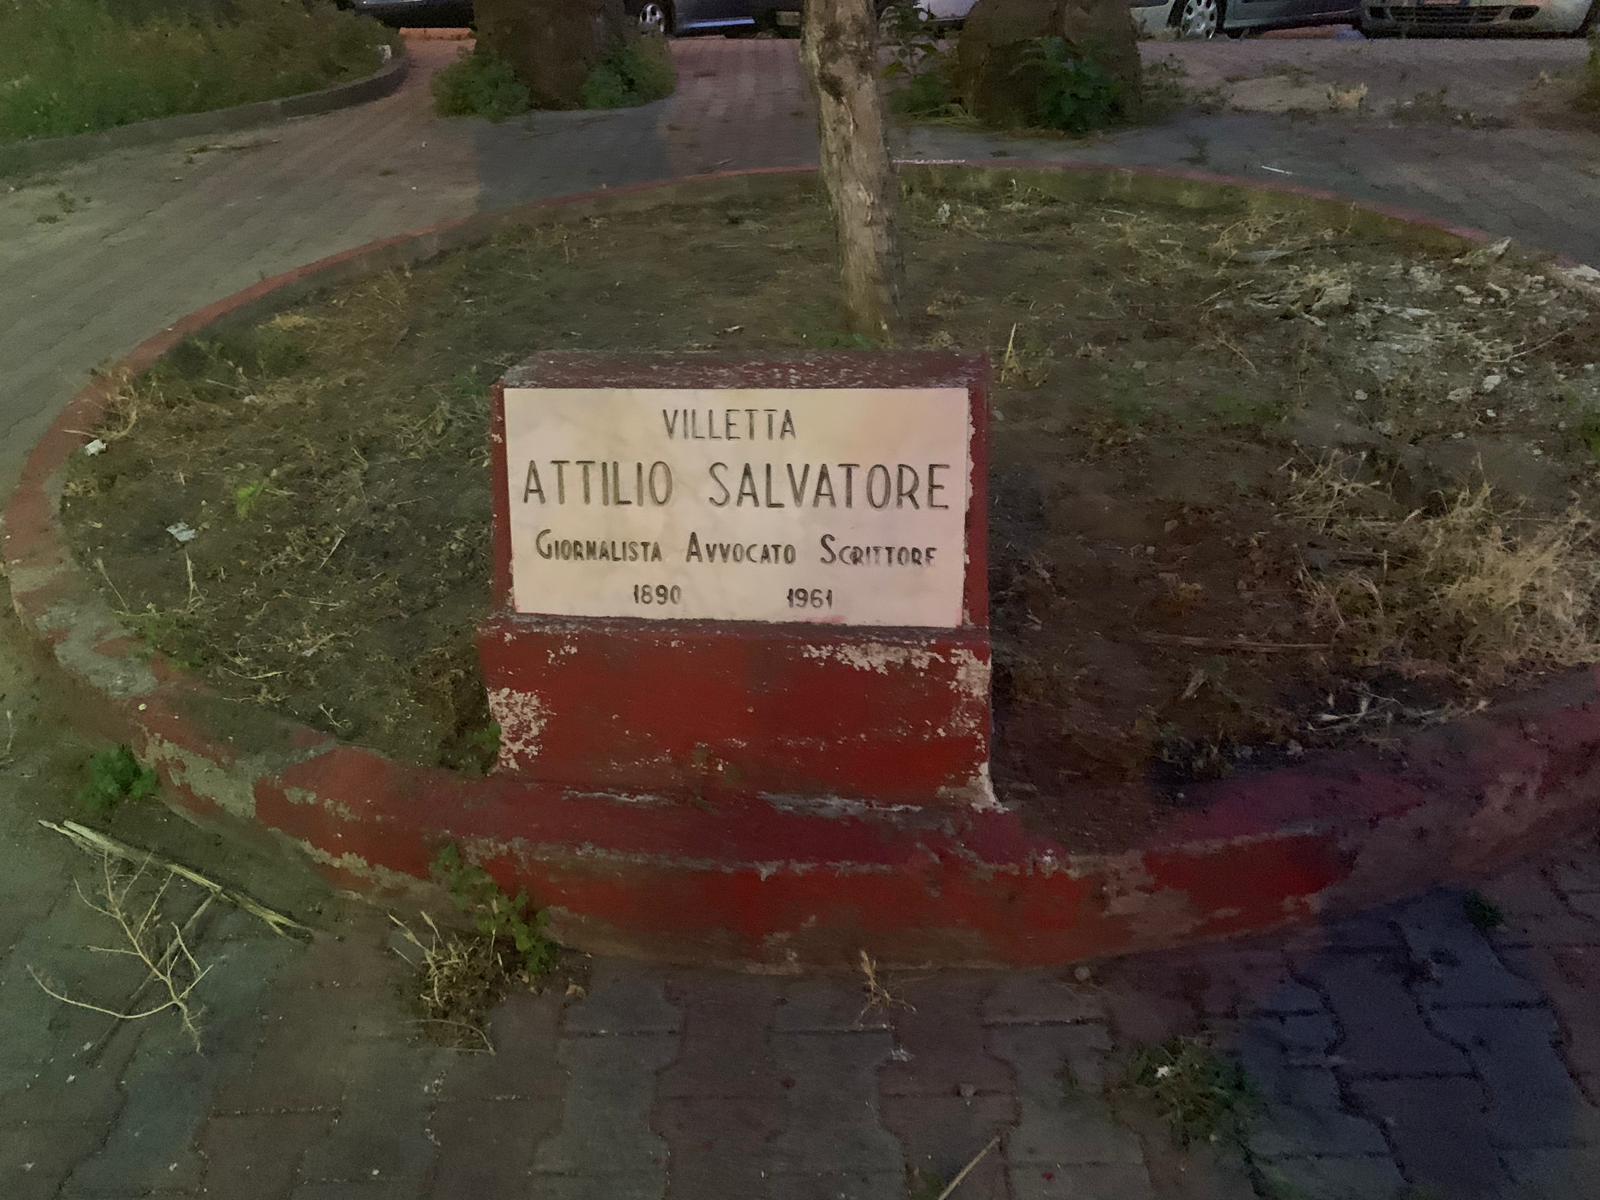 VILLETTA
ATTILIO SALVATORE
GIORNALISTA AVVOCATO SCRITTORE
1890 1961